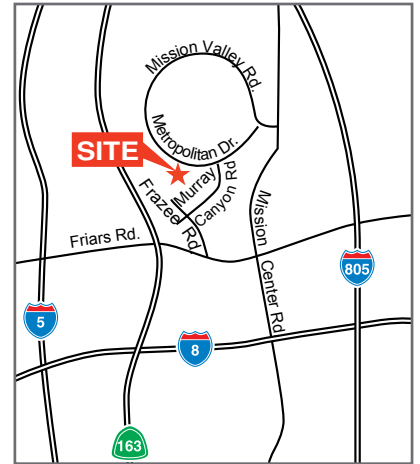 Mission Valley Rd.
Metropolitan Dr.
SITE
Murray
Canyon Rd
Frazee Rd.
Mission
Center Rd
Friars Rd.
805
5
8
163